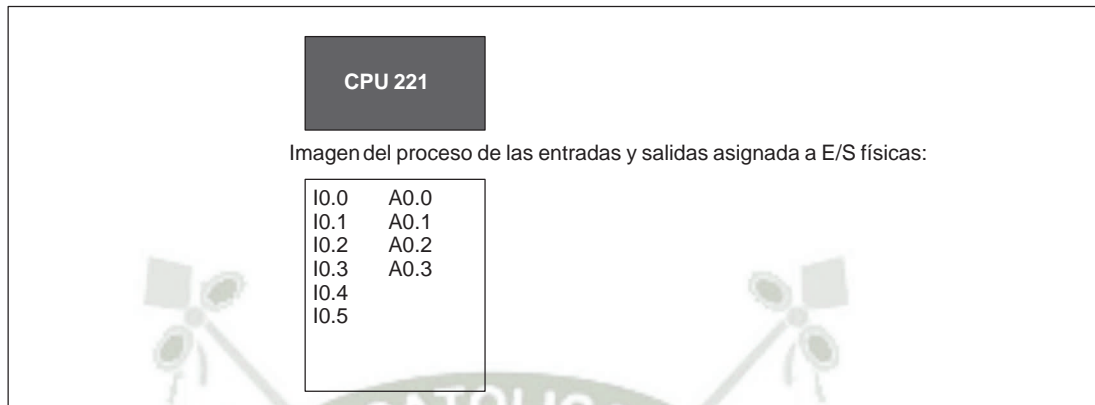 CPU 221
Imagen del proceso de las entradas y salidas asignada a E/S físicas:
I0.0 A0.0
I0.1 A0.1
I0.2 A0.2
I0.3 A0.3
I0.4
I0.5
CATOLICA